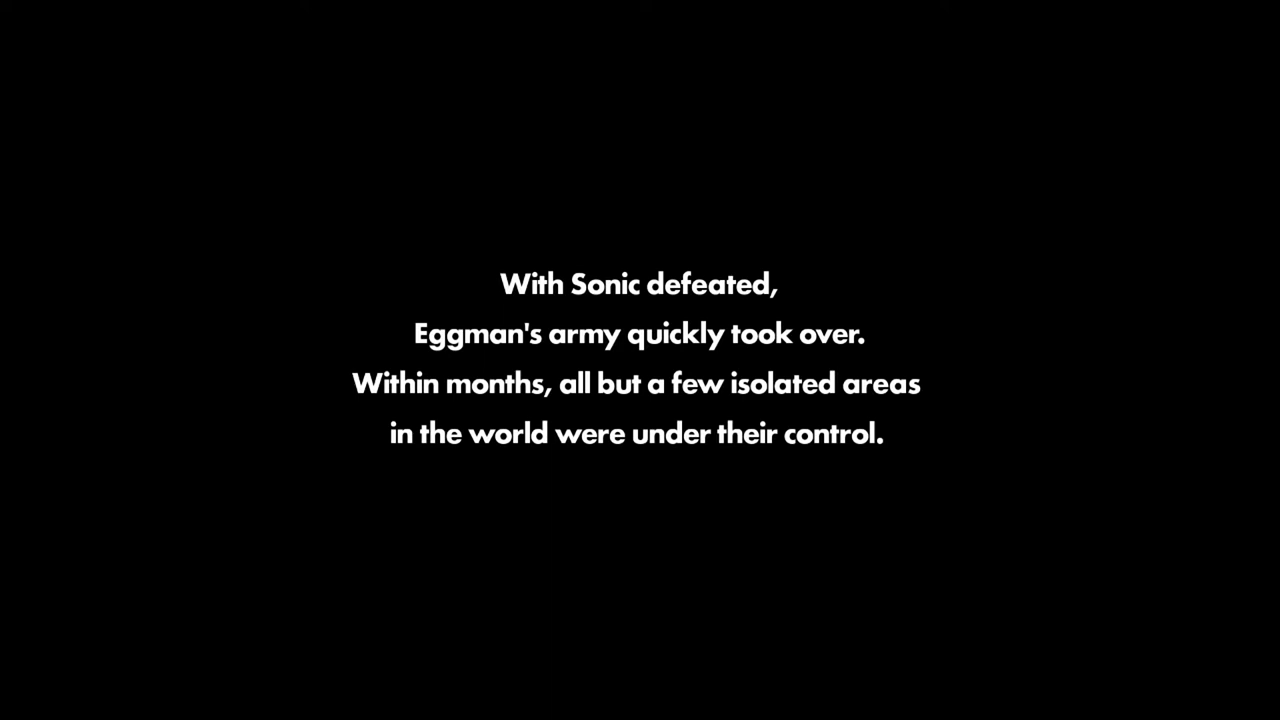 With Sonic defeated,
Eggman's army quickly took over.
Within months, all but a few isolated areas
in the world were under their control.